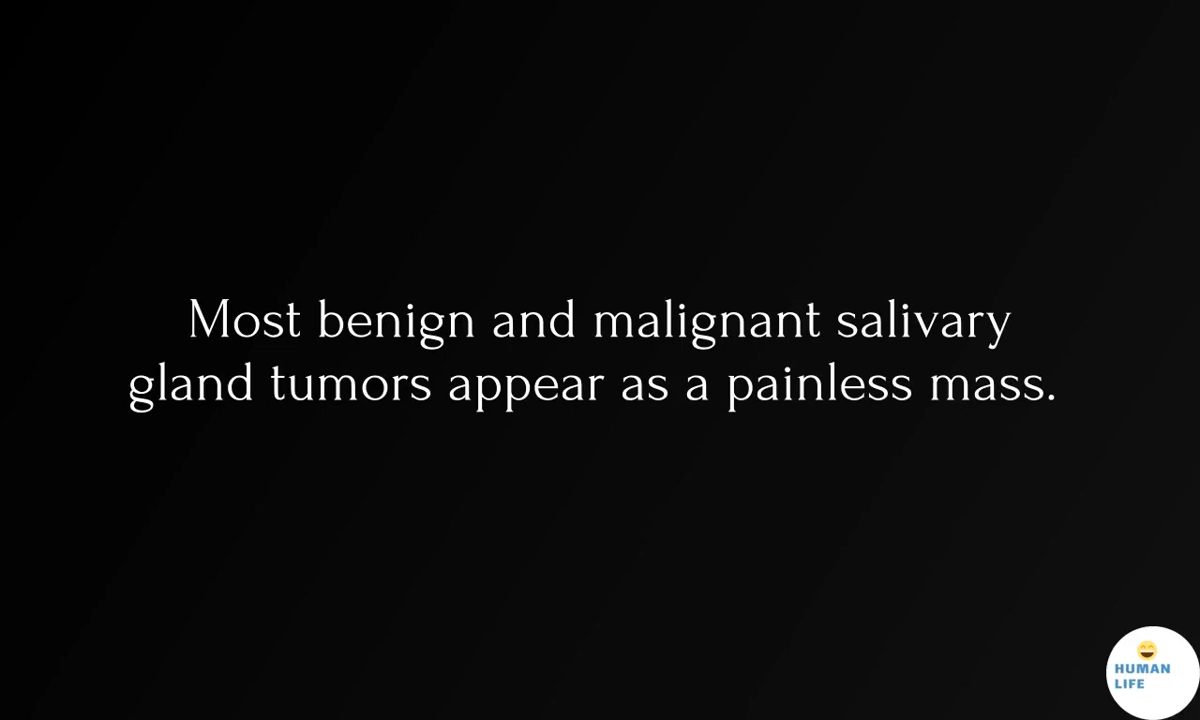 Most benign and malignant salivary
gland tumors appear as a painless mass.
HUMAN
LIFE